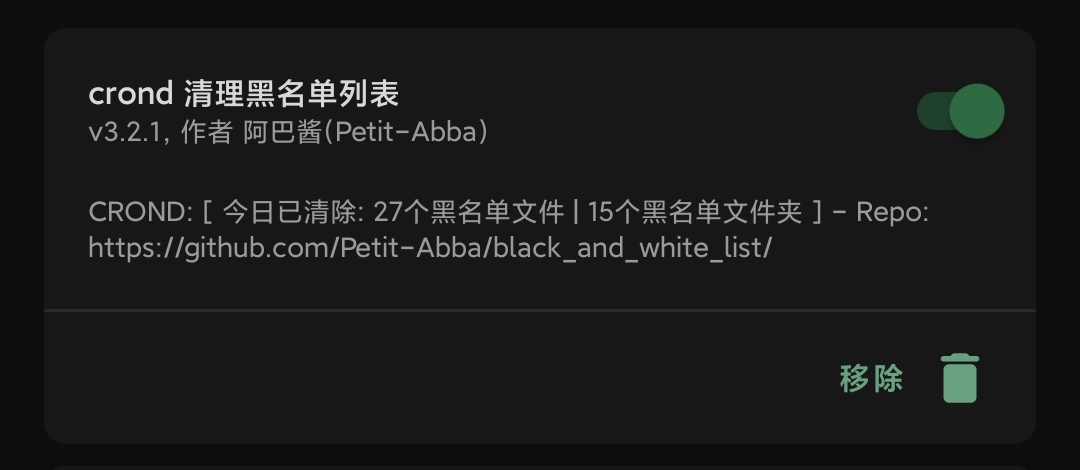 crond 清理黑名单列表
v3.2.1, 作者 阿巴酱(Petit-Abba)
CROND: [ 今日已清除: 27个黑名单文件 | 15个黑名单文件夹 ] - Repo:
https://github.com/Petit-Abba/black_and_white_list/
移除